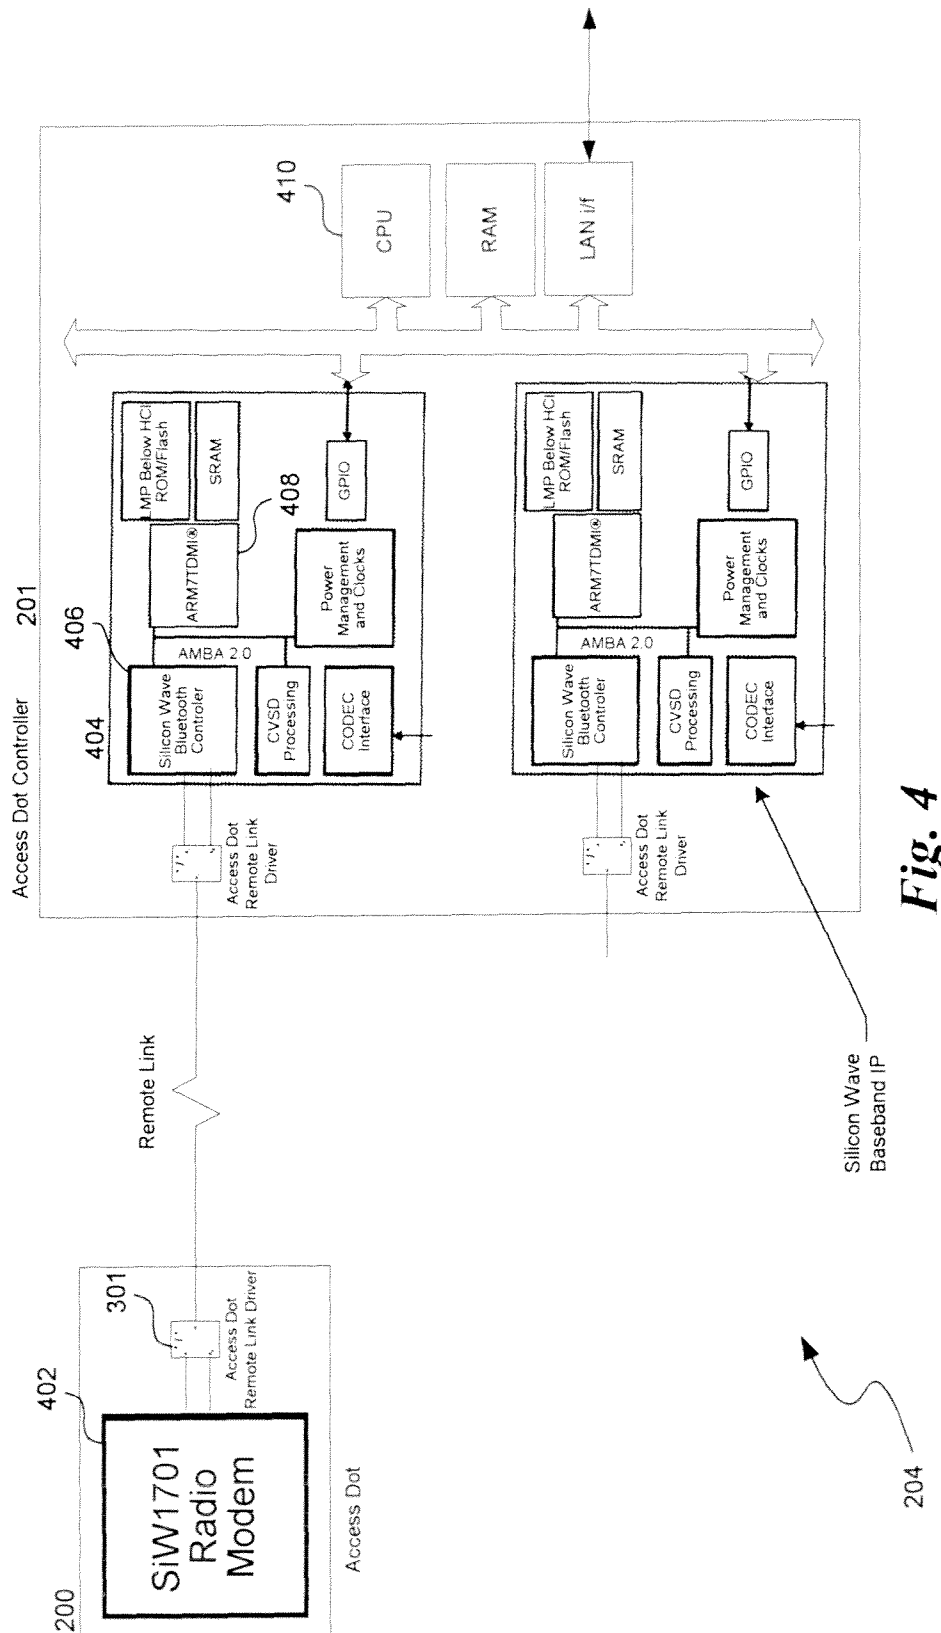 200
402
SiW1701
Radio
Modem
301
Access Dot
Remote Link Driver
Access Dot
Remote Link
Access Dot Controller
201
404
406
Access Dot
Remote Link
Driver
Silicon Wave
Bluetooth
Controler
AMBA 2.0
ARM7TDMI®
408
LMP Below HCI
ROM/Flash
SRAM
CVSD
Processing
Power
Management
and Clocks
CODEC
Interface
GPIO
410
CPU
RAM
LAN i/f
Access Dot
Remote Link
Driver
Silicon Wave
Bluetooth
Controler
AMBA 2.0
ARM7TDMI®
LMP Below HCI
ROM/Flash
SRAM
CVSD
Processing
Power
Management
and Clocks
CODEC
Interface
GPIO
Silicon Wave
Baseband IP
204
Fig. 4